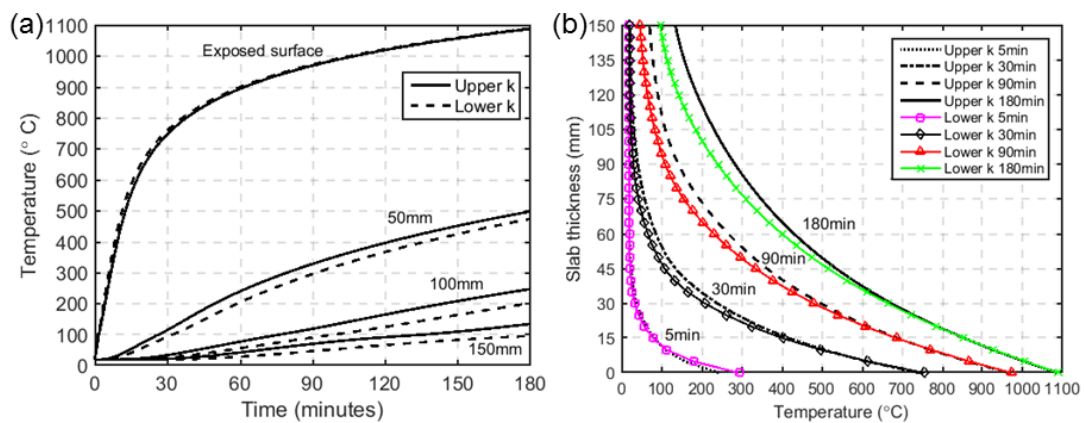 (a)
1100
1000
900
800
700
600
500
400
300
200
100
0
Temperature (° C)
Exposed surface
Upper k
Lower k
50mm
100mm
150mm
0 30 60 90 120 150 180
Time (minutes)
(b)
150
135
120
105
90
75
60
45
30
15
0
Slab thickness (mm)
Upper k 5min
Upper k 30min
Upper k 90min
Upper k 180min
Lower k 5min
Lower k 30min
Lower k 90min
Lower k 180min
180min
90min
30min
5min
0 100 200 300 400 500 600 700 800 900 1000 1100
Temperature (°C)